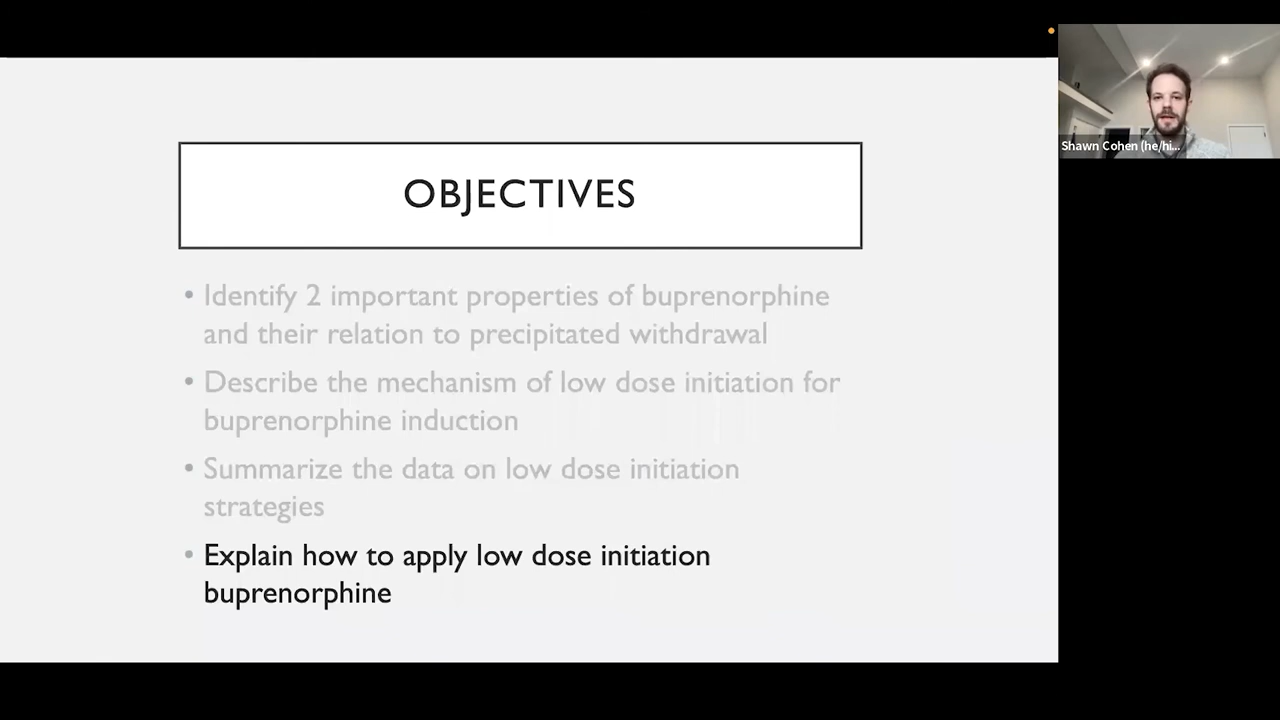 OBJECTIVES
• Identify 2 important properties of buprenorphine
and their relation to precipitated withdrawal
• Describe the mechanism of low dose initiation for
buprenorphine induction
• Summarize the data on low dose initiation
strategies
• Explain how to apply low dose initiation
buprenorphine
Shawn Cohen (he/hi...